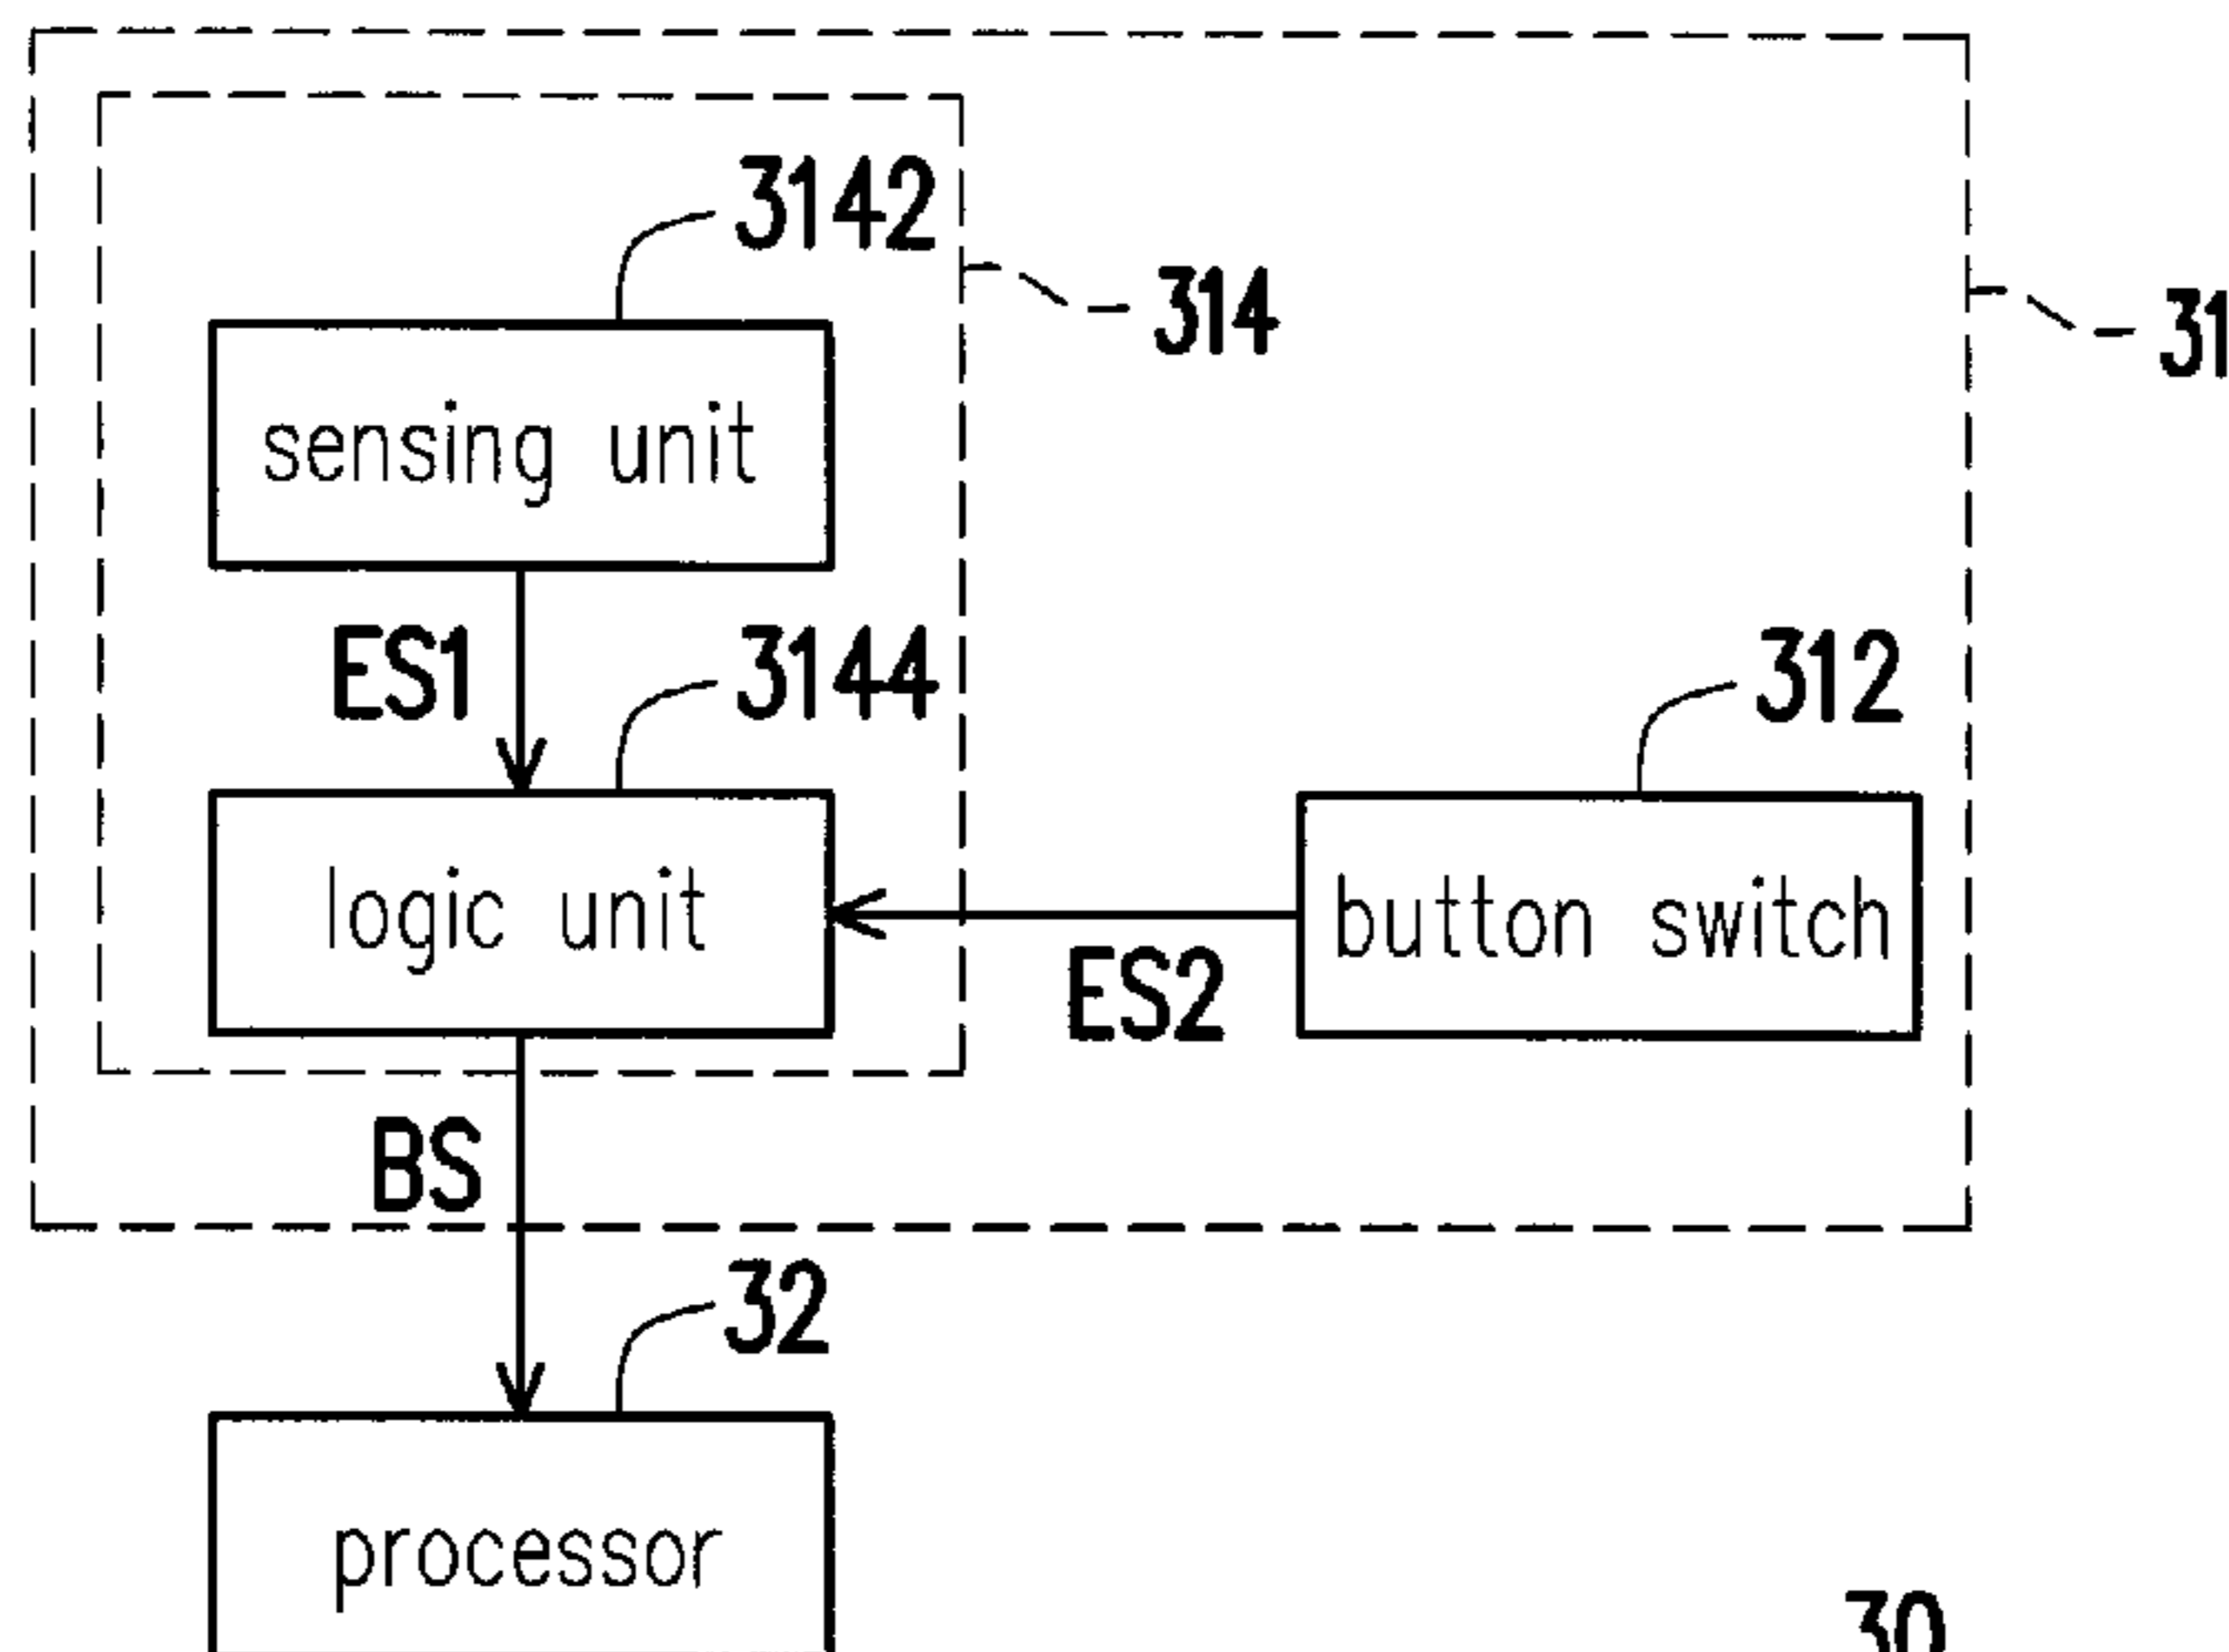 3142
314
31
sensing unit
ES1
3144
312
logic unit
button switch
ES2
BS
32
processor
30